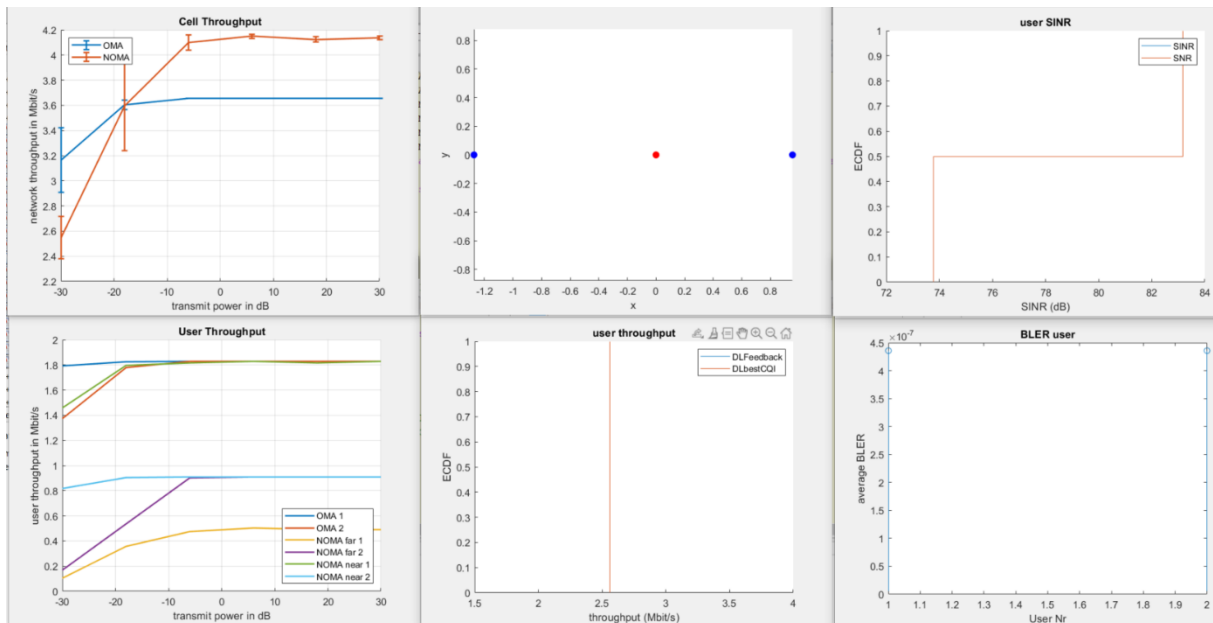 Cell Throughput
OMA
NOMA
network throughput in Mbit/s
4.2
4
3.8
3.6
3.4
3.2
3
2.8
2.6
2.4
2.2
-30 -20 -10 0 10 20 30
transmit power in dB
y
0.8
0.6
0.4
0.2
0
-0.2
-0.4
-0.6
-0.8
-1.2 -1 -0.8 -0.6 -0.4 -0.2 0 0.2 0.4 0.6 0.8
x
user SINR
SINR
SNR
ECDF
1
0.9
0.8
0.7
0.6
0.5
0.4
0.3
0.2
0.1
0
72 74 76 78 80 82 84
SINR (dB)
User Throughput
user throughput in Mbit/s
2
1.8
1.6
1.4
1.2
1
0.8
0.6
0.4
0.2
0
OMA 1
OMA 2
NOMA far 1
NOMA far 2
NOMA near 1
NOMA near 2
-30 -20 -10 0 10 20 30
transmit power in dB
user throughput
DLFeedback
DLbestCQI
ECDF
1
0.9
0.8
0.7
0.6
0.5
0.4
0.3
0.2
0.1
0
1.5 2 2.5 3 3.5 4
throughput (Mbit/s)
BLER user
×10⁻⁷
average BLER
4.5
4
3.5
3
2.5
2
1.5
1
0.5
0
1 1.1 1.2 1.3 1.4 1.5 1.6 1.7 1.8 1.9 2
User Nr